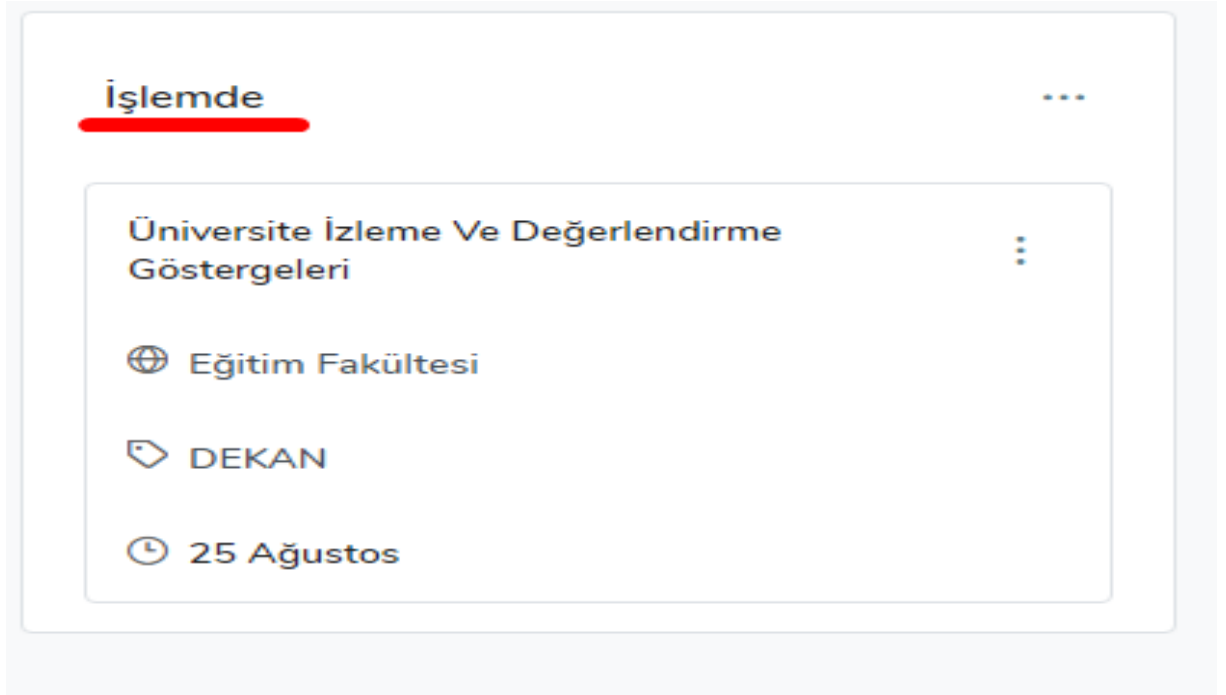 İşlemde
Üniversite İzleme Ve Değerlendirme
Göstergeleri
Eğitim Fakültesi
DEKAN
25 Ağustos